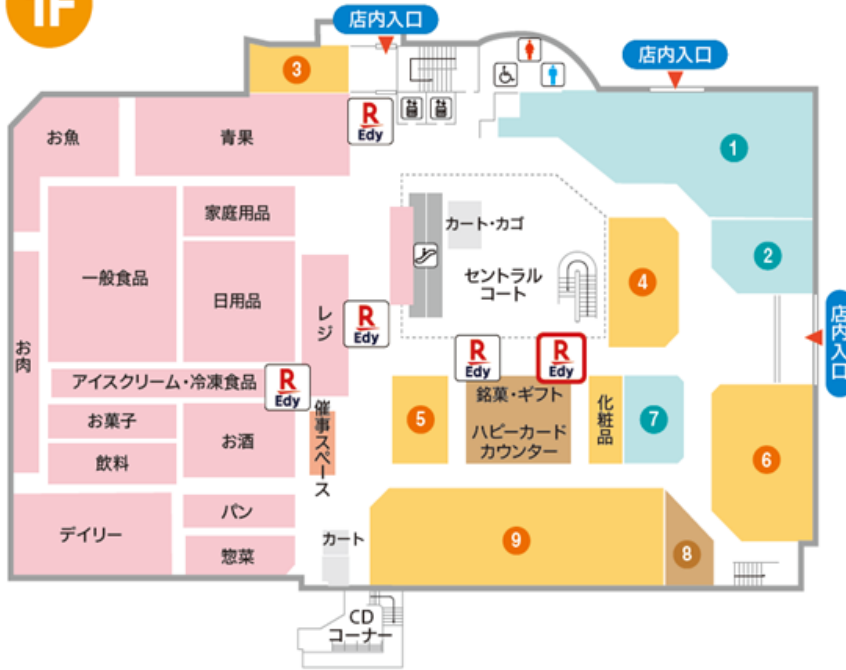 1F
店内入口
店内入口
3
お魚
青果
R
Edy
1
家庭用品
カート・カゴ
2
一般食品
日用品
セントラル
コート
4
レジ
R
Edy
店内入口
お肉
R
Edy
R
Edy
アイスクリーム・冷凍食品
R
Edy
銘菓・ギフト
ハピーカード
カウンター
化粧品
お菓子
お酒
催事スペース
5
7
6
飲料
パン
デイリー
惣菜
カート
9
8
CD
コーナー